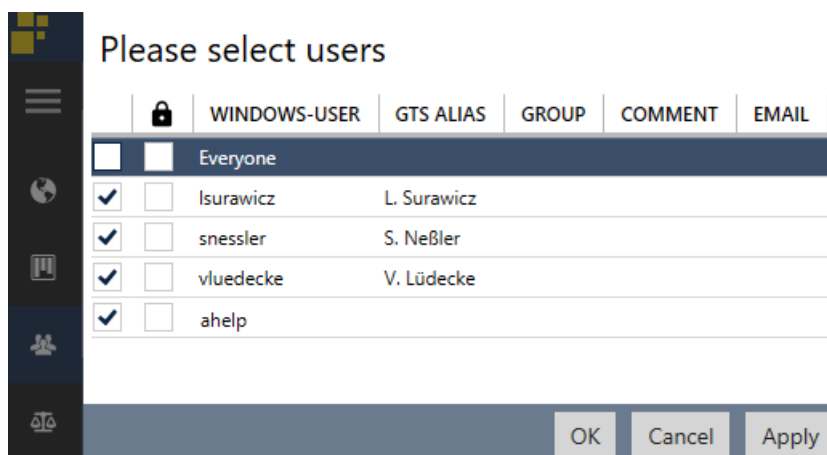 Please select users
WINDOWS-USER GTS ALIAS GROUP COMMENT EMAIL
Everyone
lsurawicz L. Surawicz
snessler S. Neßler
vluedecke V. Lüdecke
ahelp
OK Cancel Apply